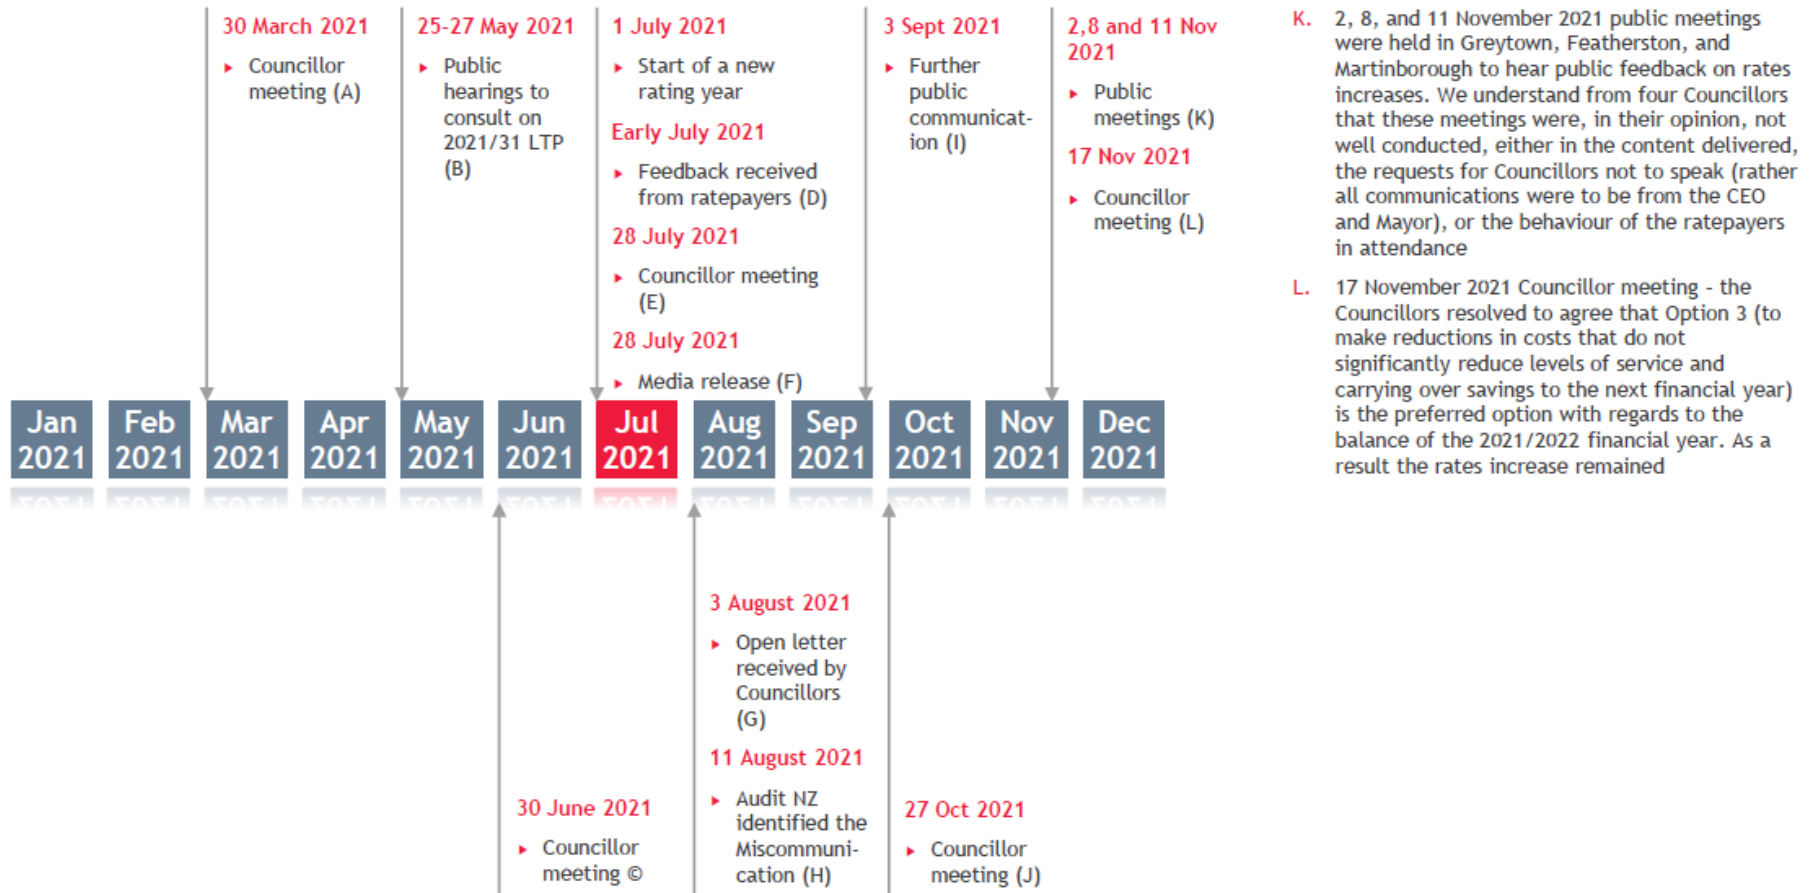 30 March 2021
▸ Councillor
meeting (A)
25-27 May 2021
▸ Public
hearings to
consult on
2021/31 LTP
(B)
1 July 2021
▸ Start of a new
rating year
Early July 2021
▸ Feedback received
from ratepayers (D)
28 July 2021
▸ Councillor meeting
(E)
28 July 2021
▸ Media release (F)
3 Sept 2021
▸ Further
public
communicat-
ion (I)
2,8 and 11 Nov
2021
▸ Public
meetings (K)
17 Nov 2021
▸ Councillor
meeting (L)
Jan
2021
Feb
2021
Mar
2021
Apr
2021
May
2021
Jun
2021
Jul
2021
Aug
2021
Sep
2021
Oct
2021
Nov
2021
Dec
2021
30 June 2021
▸ Councillor
meeting ©
3 August 2021
▸ Open letter
received by
Councillors
(G)
11 August 2021
▸ Audit NZ
identified the
Miscommuni-
cation (H)
27 Oct 2021
▸ Councillor
meeting (J)
K. 2, 8, and 11 November 2021 public meetings
were held in Greytown, Featherston, and
Martinborough to hear public feedback on rates
increases. We understand from four Councillors
that these meetings were, in their opinion, not
well conducted, either in the content delivered,
the requests for Councillors not to speak (rather
all communications were to be from the CEO
and Mayor), or the behaviour of the ratepayers
in attendance
L. 17 November 2021 Councillor meeting - the
Councillors resolved to agree that Option 3 (to
make reductions in costs that do not
significantly reduce levels of service and
carrying over savings to the next financial year)
is the preferred option with regards to the
balance of the 2021/2022 financial year. As a
result the rates increase remained